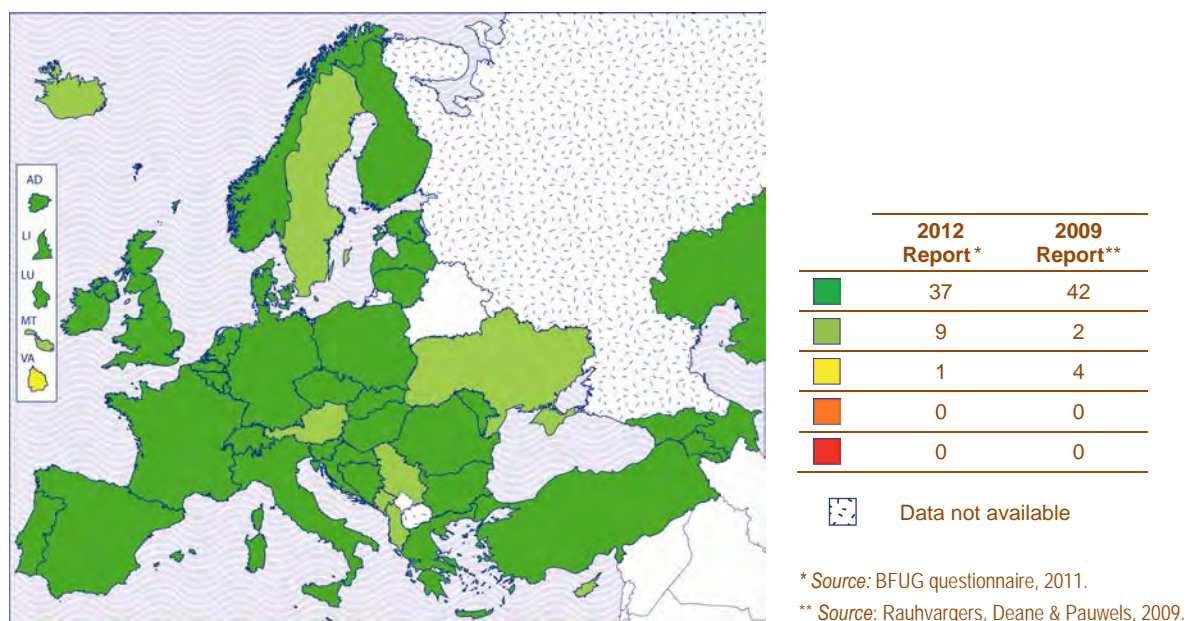 AD
LI
LU
MT
VA
2012 Report * 2009 Report**
37 42
9 2
1 4
0 0
0 0
Data not available
* Source: BFUG questionnaire, 2011.
** Source: Rauhvargers, Deane & Pauwels, 2009.